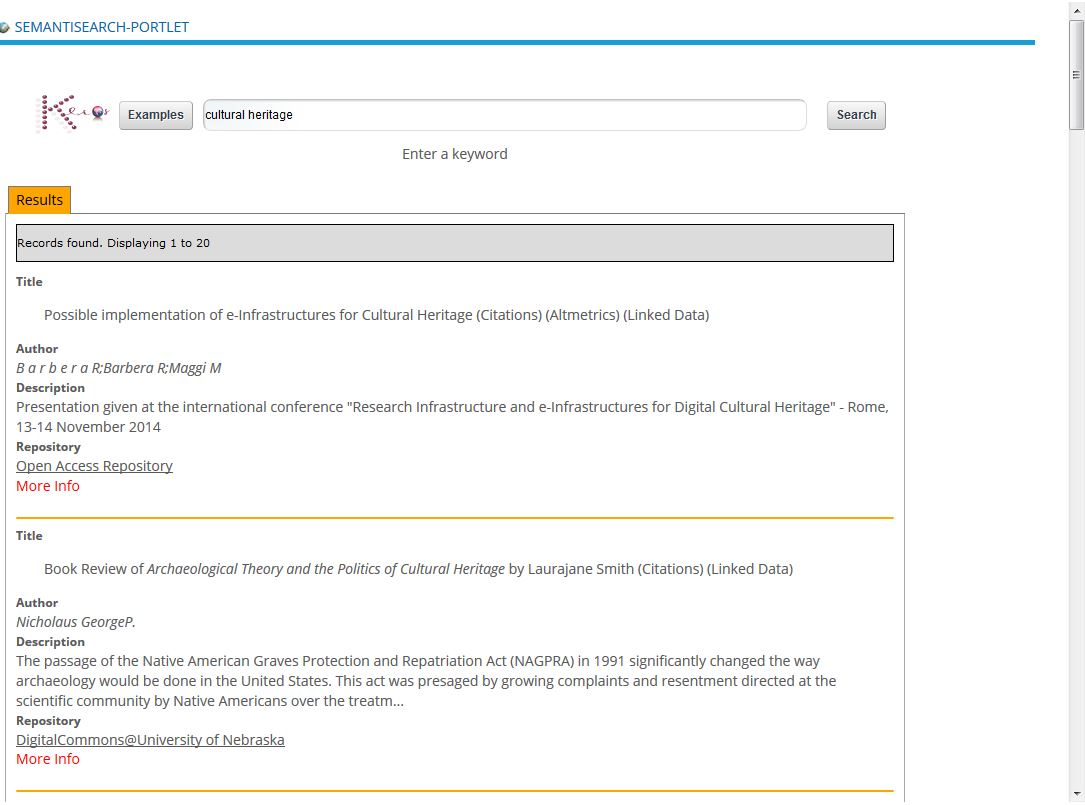 SEMANTISEARCH-PORTLET
Keros
Examples
cultural heritage
Search
Enter a keyword
Results
Records found. Displaying 1 to 20
Title
Possible implementation of e-Infrastructures for Cultural Heritage (Citations) (Altmetrics) (Linked Data)
Author
B a r b e r a R;Barbera R;Maggi M
Description
Presentation given at the international conference "Research Infrastructure and e-Infrastructures for Digital Cultural Heritage" - Rome,
13-14 November 2014
Repository
Open Access Repository
More Info
Title
Book Review of Archaeological Theory and the Politics of Cultural Heritage by Laurajane Smith (Citations) (Linked Data)
Author
Nicholaus GeorgeP.
Description
The passage of the Native American Graves Protection and Repatriation Act (NAGPRA) in 1991 significantly changed the way
archaeology would be done in the United States. This act was presaged by growing complaints and resentment directed at the
scientific community by Native Americans over the treatm...
Repository
DigitalCommons@University of Nebraska
More Info